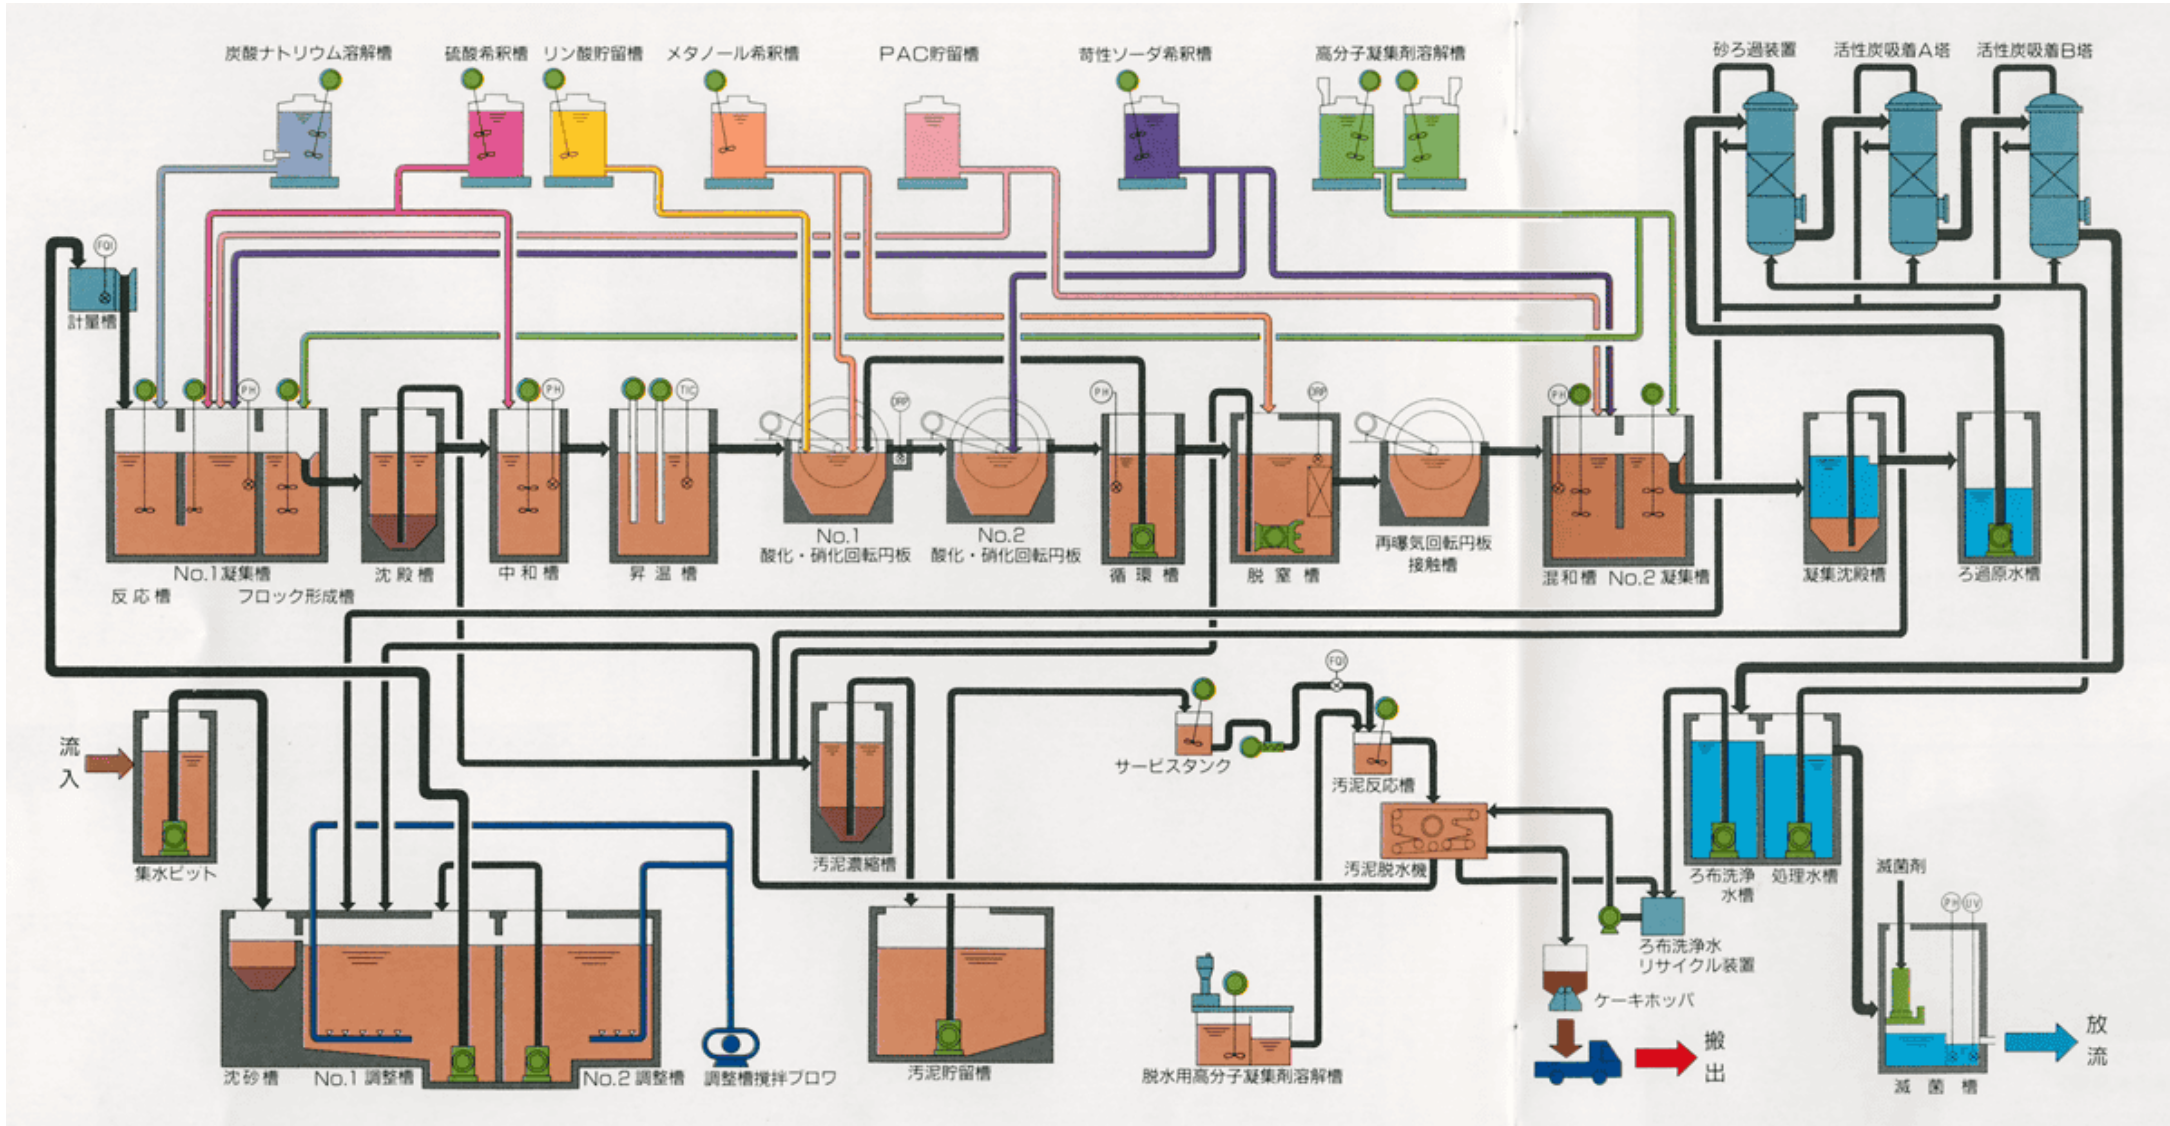 炭酸ナトリウム溶解槽
硫酸希釈槽
リン酸貯留槽
メタノール希釈槽
PAC貯留槽
苛性ソーダ希釈槽
高分子凝集剤溶解槽
砂ろ過装置
活性炭吸着A塔
活性炭吸着B塔
FQI
計量槽
PH
PH
TIC
ORP
PH
ORP
PH
No.1凝集槽
反応槽
フロック形成槽
沈殿槽
中和槽
昇温槽
No.1
酸化・硝化回転円板
No.2
酸化・硝化回転円板
循環槽
脱窒槽
再曝気回転円板
接触槽
混和槽
No.2凝集槽
凝集沈殿槽
ろ過原水槽
流入
集水ピット
沈砂槽
No.1調整槽
No.2調整槽
調整槽撹拌ブロワ
汚泥濃縮槽
汚泥貯留槽
サービスタンク
FQI
汚泥反応槽
汚泥脱水機
脱水用高分子凝集剤溶解槽
ろ布洗浄水
リサイクル装置
ケーキホッパ
搬出
ろ布洗浄
水槽
処理水槽
滅菌剤
PH
UV
滅菌槽
放流